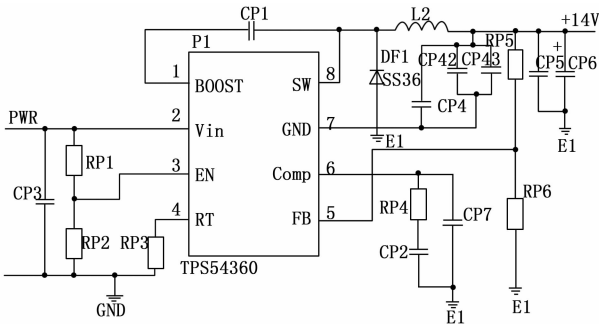 CP1
L2
+14V
P1
DF1
SS36
CP42
CP43
RP5
CP5
+
CP6
1
BOOST
SW
8
CP4
PWR
2
Vin
GND
7
E1
E1
RP1
3
EN
Comp
6
CP3
RP4
CP7
RP6
4
RT
FB
5
RP2
RP3
CP2
TPS54360
GND
E1
E1